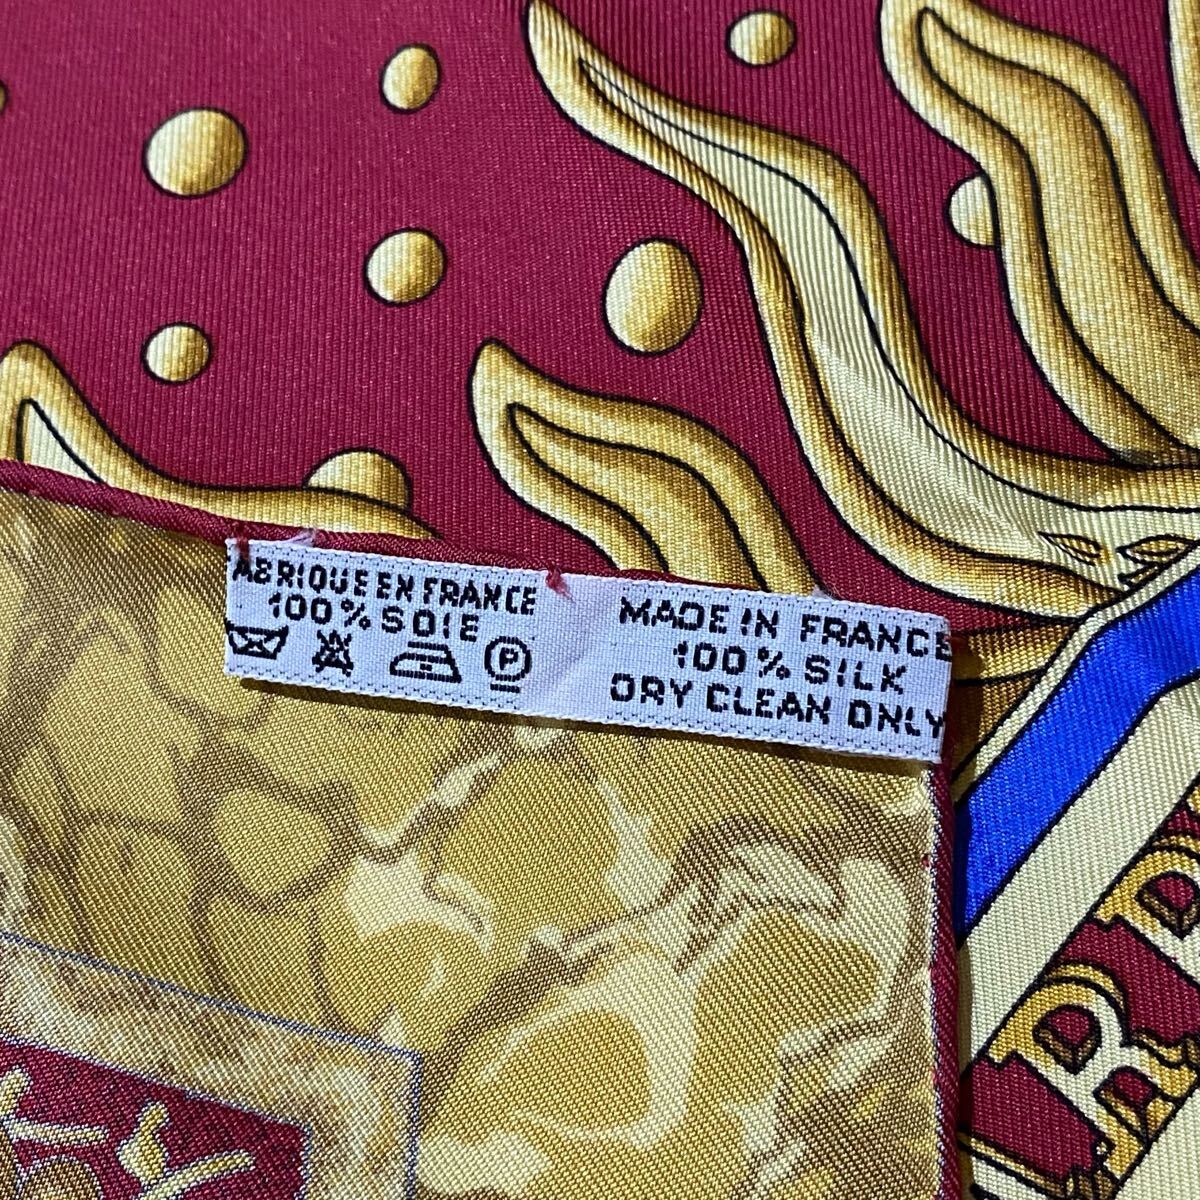 ABRIQUE EN FRANCE
100% SOIE
P
MADE IN FRANCE
100% SILK
DRY CLEAN ONLY
R